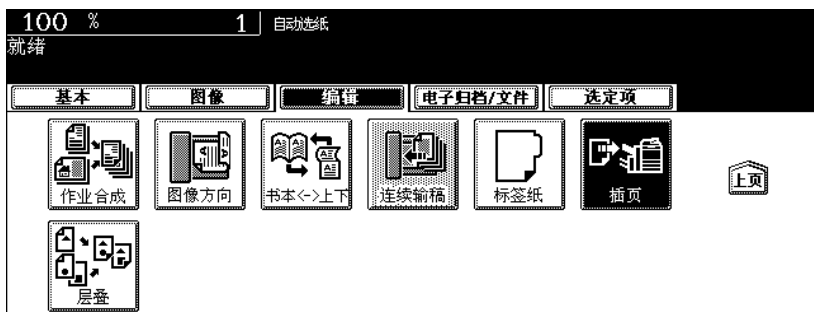 100 % 1 自动选纸
就绪
基本 图像 编辑 电子归档/文件 选定项
作业合成 图像方向 书本<->上下 连续输稿 标签纸 插页 上页
层叠